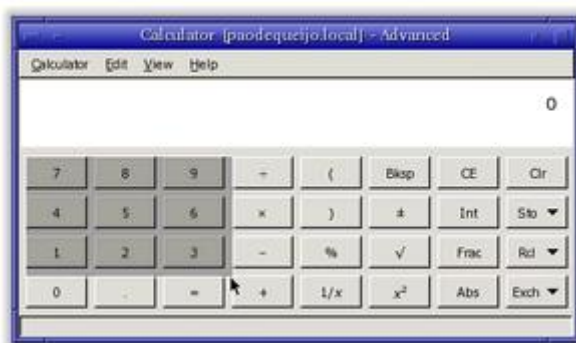 Calculator [paodequeijo.local] - Advanced
Calculator Edit View Help
0
7 8 9 ÷ ( Bksp CE Clr
4 5 6 × ) ± Int Sto
1 2 3 − % √ Frac Rcl
0 . = + 1/x x² Abs Exch